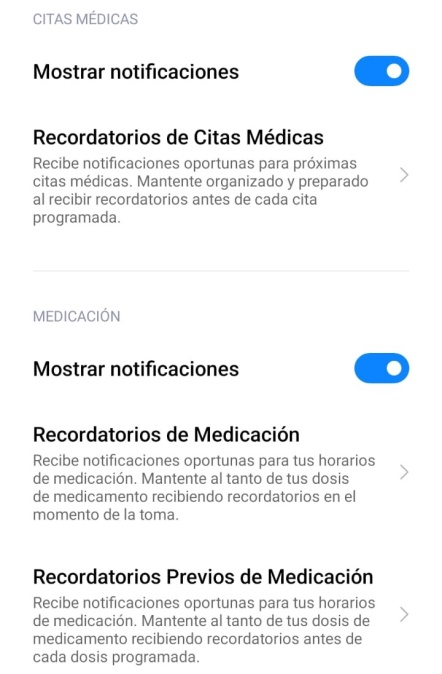 CITAS MÉDICAS
Mostrar notificaciones
Recordatorios de Citas Médicas
Recibe notificaciones oportunas para próximas
citas médicas. Mantente organizado y preparado
al recibir recordatorios antes de cada cita
programada.
MEDICACIÓN
Mostrar notificaciones
Recordatorios de Medicación
Recibe notificaciones oportunas para tus horarios
de medicación. Mantente al tanto de tus dosis
de medicamento recibiendo recordatorios en el
momento de la toma.
Recordatorios Previos de Medicación
Recibe notificaciones oportunas para tus horarios
de medicación. Mantente al tanto de tus dosis de
medicamento recibiendo recordatorios antes de
cada dosis programada.